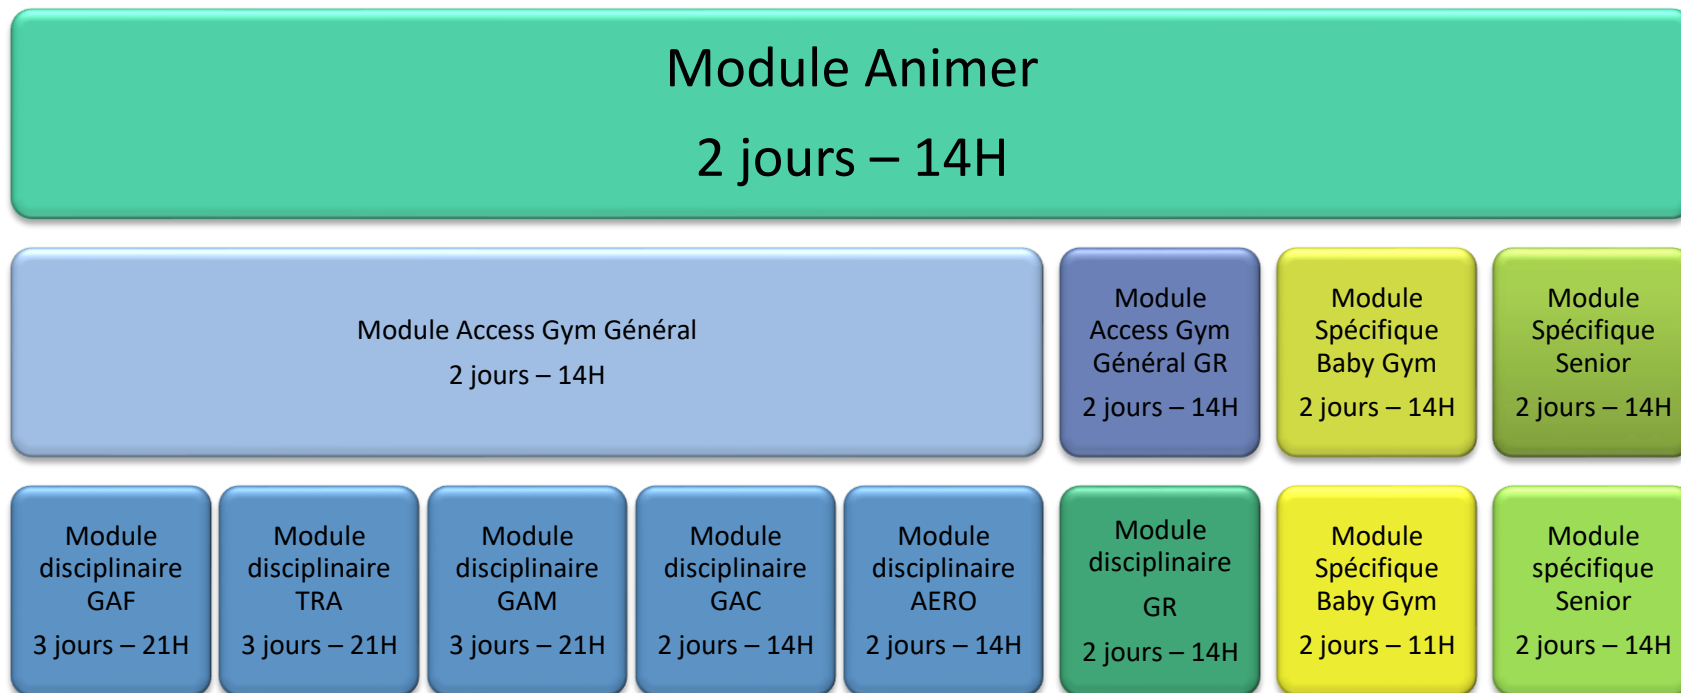 Module Animer
2 jours – 14H
Module Access Gym Général
2 jours – 14H
Module
Access Gym
Général GR
2 jours – 14H
Module
Spécifique
Baby Gym
2 jours – 14H
Module
Spécifique
Senior
2 jours – 14H
Module
disciplinaire
GAF
3 jours – 21H
Module
disciplinaire
TRA
3 jours – 21H
Module
disciplinaire
GAM
3 jours – 21H
Module
disciplinaire
GAC
2 jours – 14H
Module
disciplinaire
AERO
2 jours – 14H
Module
disciplinaire
GR
2 jours – 14H
Module
Spécifique
Baby Gym
2 jours – 11H
Module
spécifique
Senior
2 jours – 14H